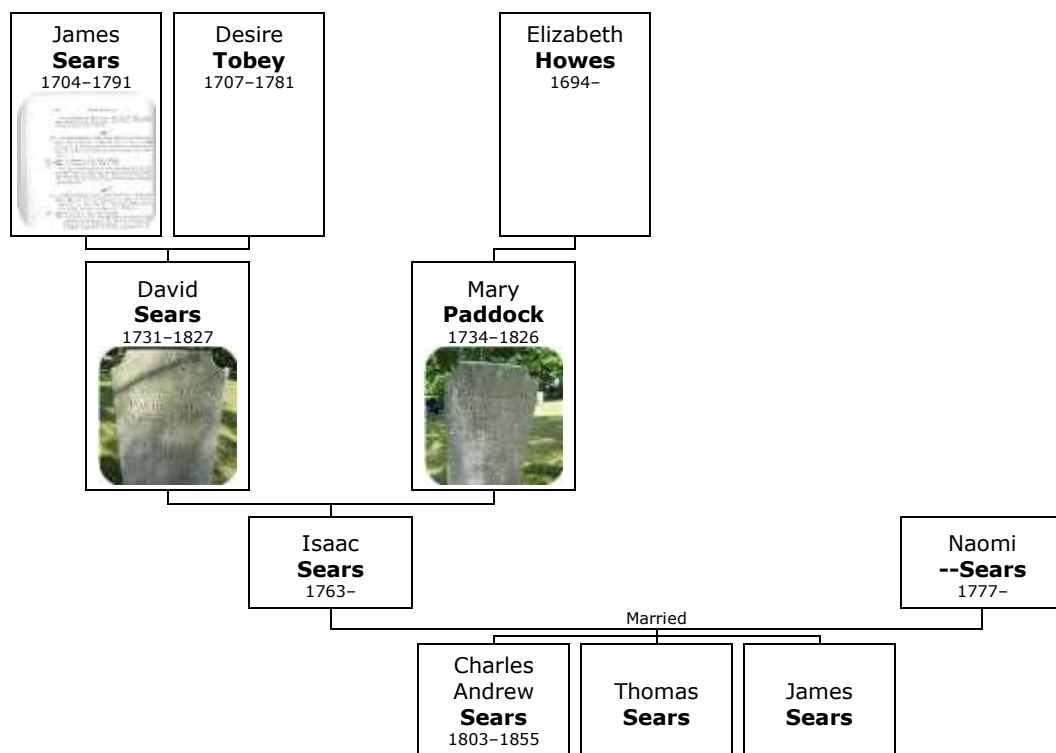 James
Sears
1704–1791
Desire
Tobey
1707–1781
Elizabeth
Howes
1694–
David
Sears
1731–1827
Mary
Paddock
1734–1826
Isaac
Sears
1763–
Naomi
--Sears
1777–
Married
Charles
Andrew
Sears
1803–1855
Thomas
Sears
James
Sears